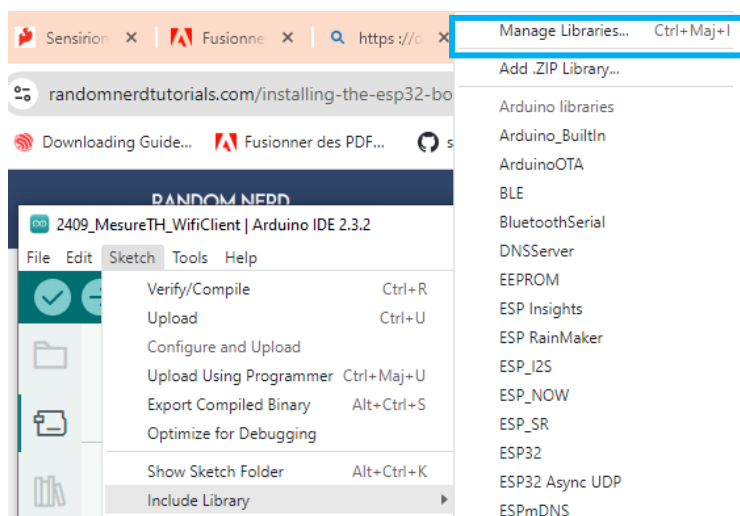 Sensirion
Fusionne
https://d
randomnerdtutorials.com/installing-the-esp32-bo
Downloading Guide...
Fusionner des PDF...
s
RANDOM NERD
2409_MesureTH_WifiClient | Arduino IDE 2.3.2
File Edit Sketch Tools Help
Verify/Compile Ctrl+R
Upload Ctrl+U
Configure and Upload
Upload Using Programmer Ctrl+Maj+U
Export Compiled Binary Alt+Ctrl+S
Optimize for Debugging
Show Sketch Folder Alt+Ctrl+K
Include Library
Manage Libraries... Ctrl+Maj+I
Add .ZIP Library...
Arduino libraries
Arduino_BuiltIn
ArduinoOTA
BLE
BluetoothSerial
DNSServer
EEPROM
ESP Insights
ESP RainMaker
ESP_I2S
ESP_NOW
ESP_SR
ESP32
ESP32 Async UDP
ESPmDNS